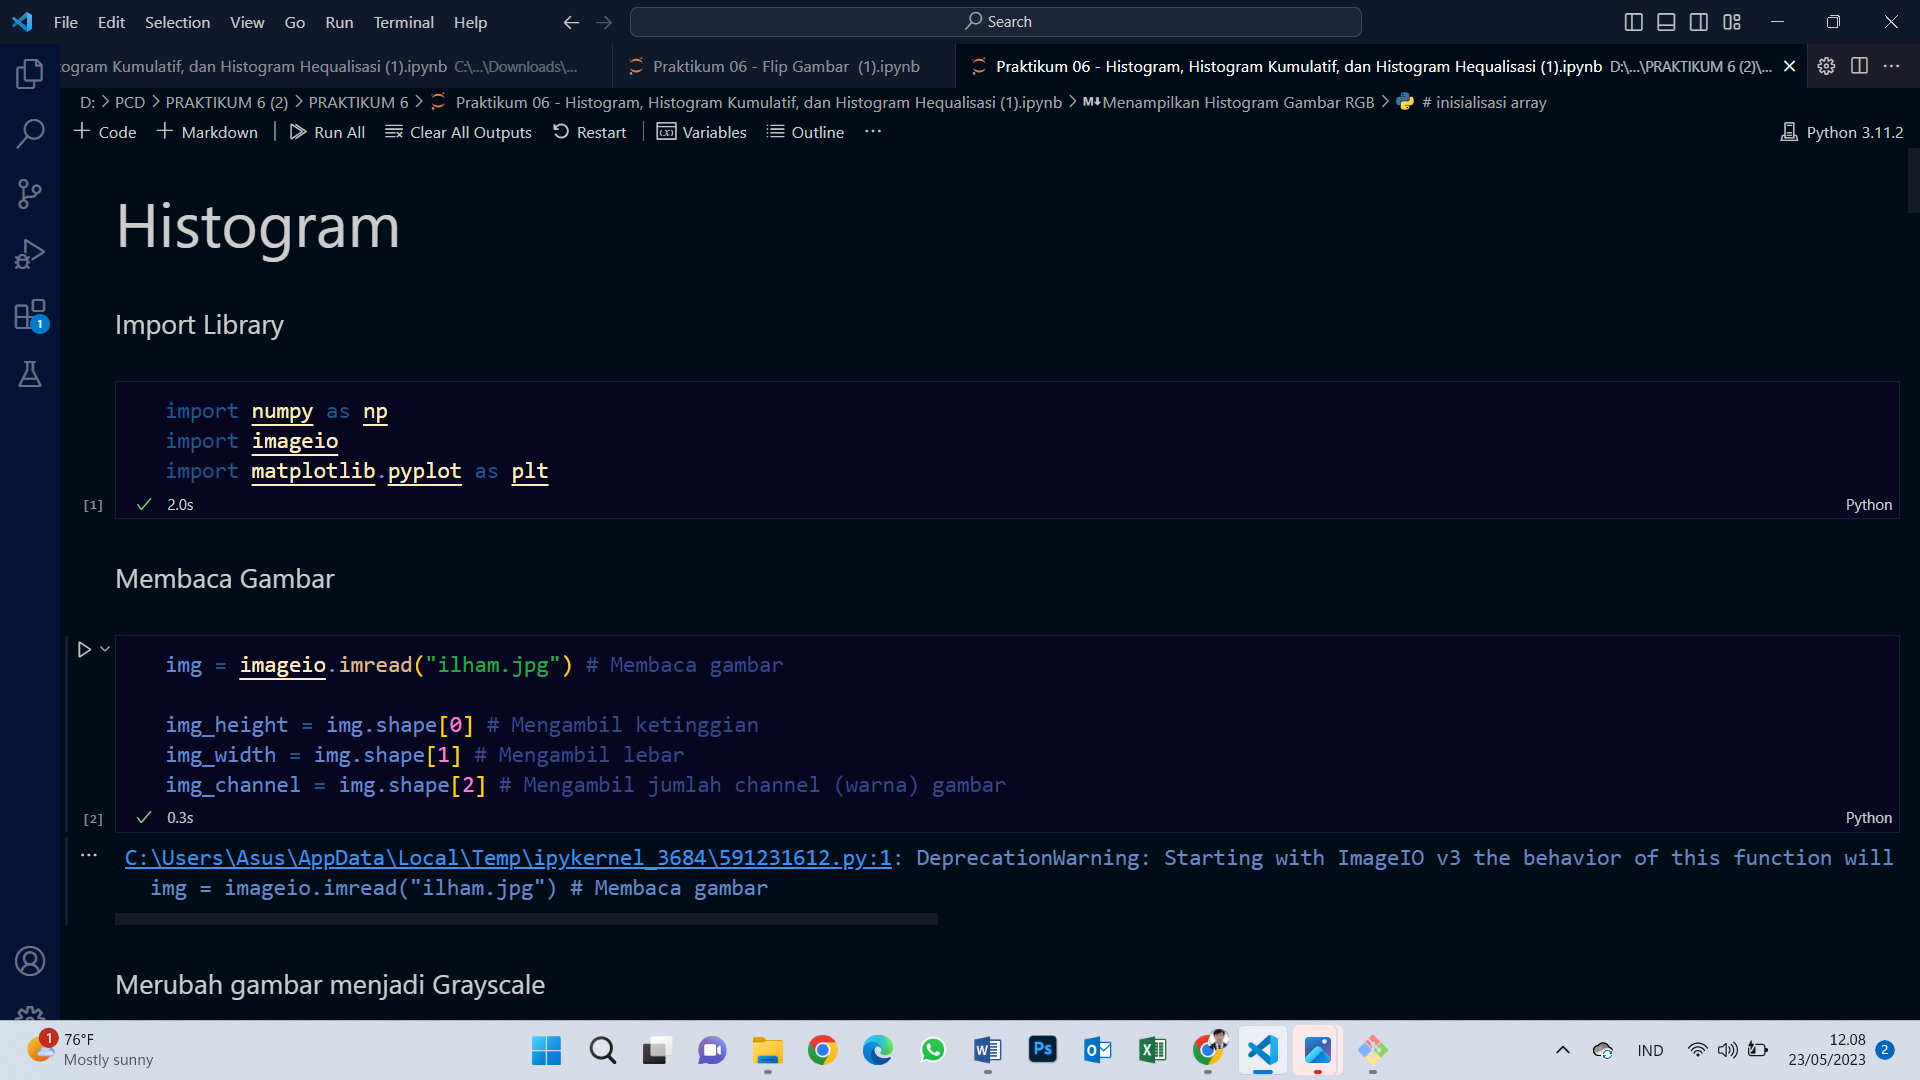 File Edit Selection View Go Run Terminal Help Search
togram Kumulatif, dan Histogram Hequalisasi (1).ipynb C:\...\Downloads\... Praktikum 06 - Flip Gambar (1).ipynb Praktikum 06 - Histogram, Histogram Kumulatif, dan Histogram Hequalisasi (1).ipynb D:\...\PRAKTIKUM 6 (2)\...
D: > PCD > PRAKTIKUM 6 (2) > PRAKTIKUM 6 > Praktikum 06 - Histogram, Histogram Kumulatif, dan Histogram Hequalisasi (1).ipynb > M↓Menampilkan Histogram Gambar RGB > # inisialisasi array
+ Code + Markdown | Run All Clear All Outputs Restart | Variables Outline ... Python 3.11.2
Histogram
Import Library
import numpy as np
import imageio
import matplotlib.pyplot as plt
[1] ✓ 2.0s Python
Membaca Gambar
img = imageio.imread("ilham.jpg") # Membaca gambar
img_height = img.shape[0] # Mengambil ketinggian
img_width = img.shape[1] # Mengambil lebar
img_channel = img.shape[2] # Mengambil jumlah channel (warna) gambar
[2] ✓ 0.3s Python
... C:\Users\Asus\AppData\Local\Temp\ipykernel_3684\591231612.py:1: DeprecationWarning: Starting with ImageIO v3 the behavior of this function will
img = imageio.imread("ilham.jpg") # Membaca gambar
Merubah gambar menjadi Grayscale
1
1 76°F
Mostly sunny
Ps
IND
12.08
23/05/2023
2